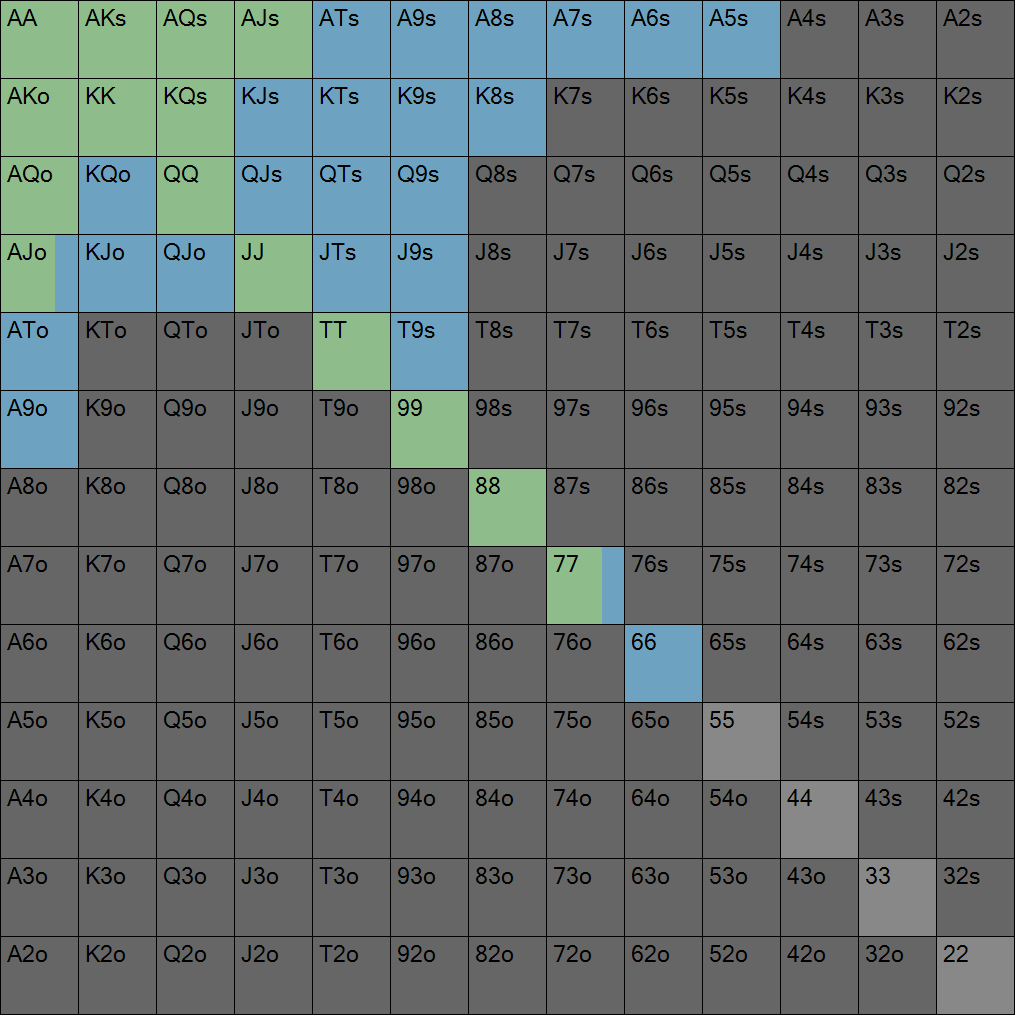 AA AKs AQs AJs ATs A9s A8s A7s A6s A5s A4s A3s A2s
AKo KK KQs KJs KTs K9s K8s K7s K6s K5s K4s K3s K2s
AQo KQo QQ QJs QTs Q9s Q8s Q7s Q6s Q5s Q4s Q3s Q2s
AJo KJo QJo JJ JTs J9s J8s J7s J6s J5s J4s J3s J2s
ATo KTo QTo JTo TT T9s T8s T7s T6s T5s T4s T3s T2s
A9o K9o Q9o J9o T9o 99 98s 97s 96s 95s 94s 93s 92s
A8o K8o Q8o J8o T8o 98o 88 87s 86s 85s 84s 83s 82s
A7o K7o Q7o J7o T7o 97o 87o 77 76s 75s 74s 73s 72s
A6o K6o Q6o J6o T6o 96o 86o 76o 66 65s 64s 63s 62s
A5o K5o Q5o J5o T5o 95o 85o 75o 65o 55 54s 53s 52s
A4o K4o Q4o J4o T4o 94o 84o 74o 64o 54o 44 43s 42s
A3o K3o Q3o J3o T3o 93o 83o 73o 63o 53o 43o 33 32s
A2o K2o Q2o J2o T2o 92o 82o 72o 62o 52o 42o 32o 22